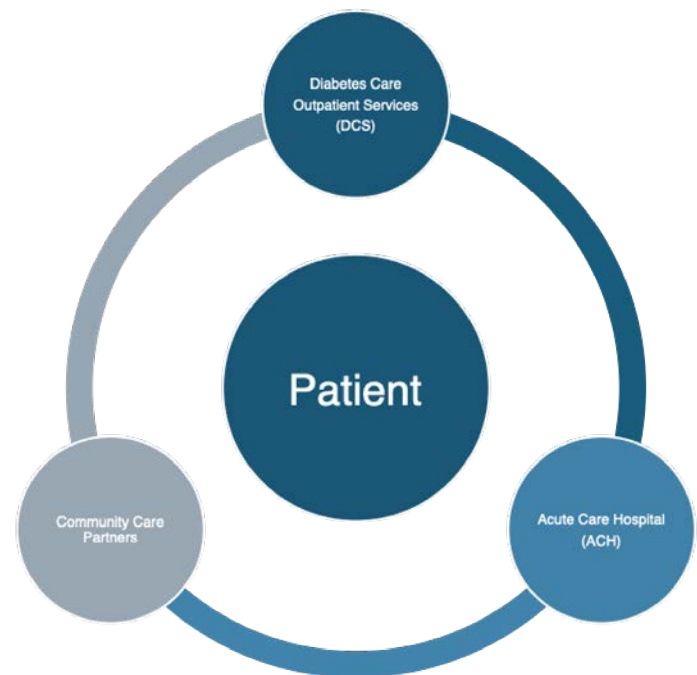 Diabetes Care
Outpatient Services
(DCS)
Patient
Community Care
Partners
Acute Care Hospital
(ACH)